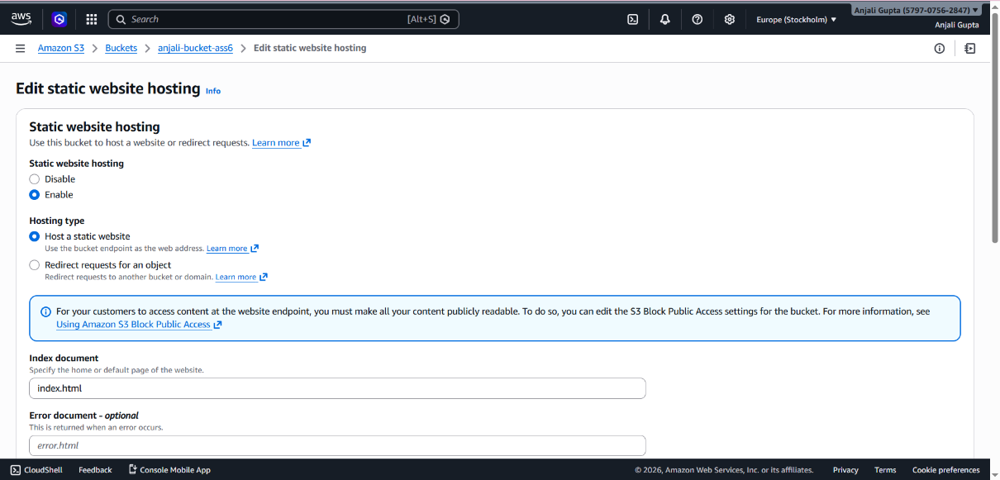 aws
Search [Alt+S]
Europe (Stockholm) ▼
Anjali Gupta (5797-0756-2847) ▼
Anjali Gupta
Amazon S3 > Buckets > anjali-bucket-ass6 > Edit static website hosting
Edit static website hosting Info
Static website hosting
Use this bucket to host a website or redirect requests. Learn more
Static website hosting
Disable
Enable
Hosting type
Host a static website
Use the bucket endpoint as the web address. Learn more
Redirect requests for an object
Redirect requests to another bucket or domain. Learn more
For your customers to access content at the website endpoint, you must make all your content publicly readable. To do so, you can edit the S3 Block Public Access settings for the bucket. For more information, see
Using Amazon S3 Block Public Access
Index document
Specify the home or default page of the website.
index.html
Error document - optional
This is returned when an error occurs.
error.html
CloudShell Feedback Console Mobile App © 2026, Amazon Web Services, Inc. or its affiliates. Privacy Terms Cookie preferences